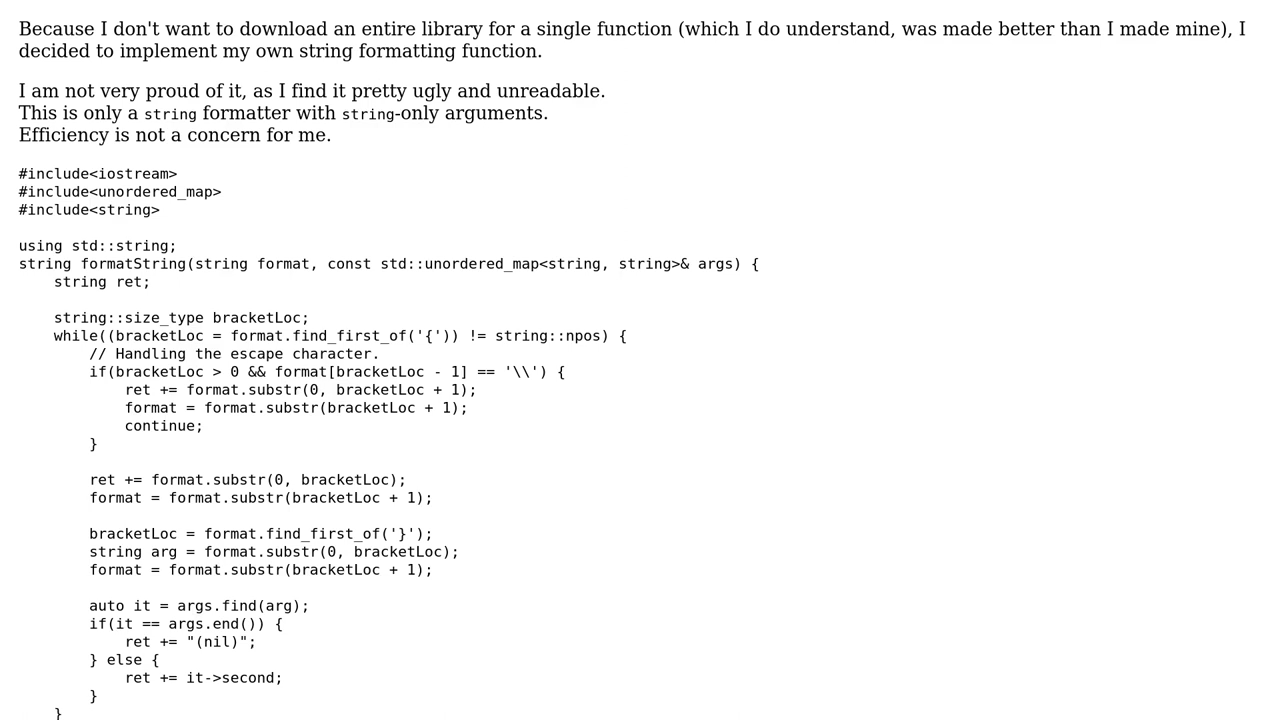 Because I don't want to download an entire library for a single function (which I do understand, was made better than I made mine), I
decided to implement my own string formatting function.
I am not very proud of it, as I find it pretty ugly and unreadable.
This is only a string formatter with string-only arguments.
Efficiency is not a concern for me.
#include<iostream>
#include<unordered_map>
#include<string>
using std::string;
string formatString(string format, const std::unordered_map<string, string>& args) {
    string ret;
    string::size_type bracketLoc;
    while((bracketLoc = format.find_first_of('{')) != string::npos) {
        // Handling the escape character.
        if(bracketLoc > 0 && format[bracketLoc - 1] == '\\') {
            ret += format.substr(0, bracketLoc + 1);
            format = format.substr(bracketLoc + 1);
            continue;
        }
        ret += format.substr(0, bracketLoc);
        format = format.substr(bracketLoc + 1);
        bracketLoc = format.find_first_of('}');
        string arg = format.substr(0, bracketLoc);
        format = format.substr(bracketLoc + 1);
        auto it = args.find(arg);
        if(it == args.end()) {
            ret += "(nil)";
        } else {
            ret += it->second;
        }
    }